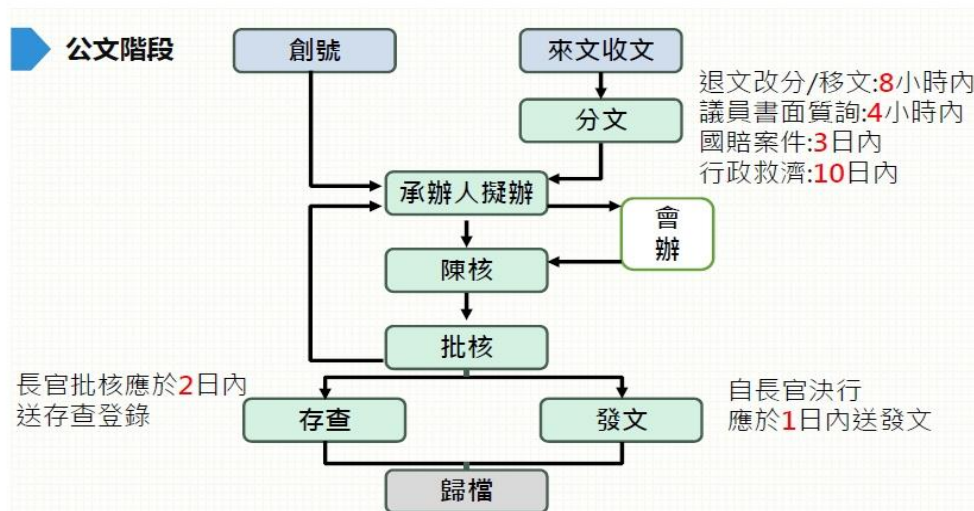 公文階段
創號
來文收文
分文
退文改分/移文:8小時內
議員書面質詢:4小時內
國賠案件:3日內
行政救濟:10日內
承辦人擬辦
會
辦
陳核
批核
長官批核應於2日內
送存查登錄
存查
發文
自長官決行
應於1日內送發文
歸檔